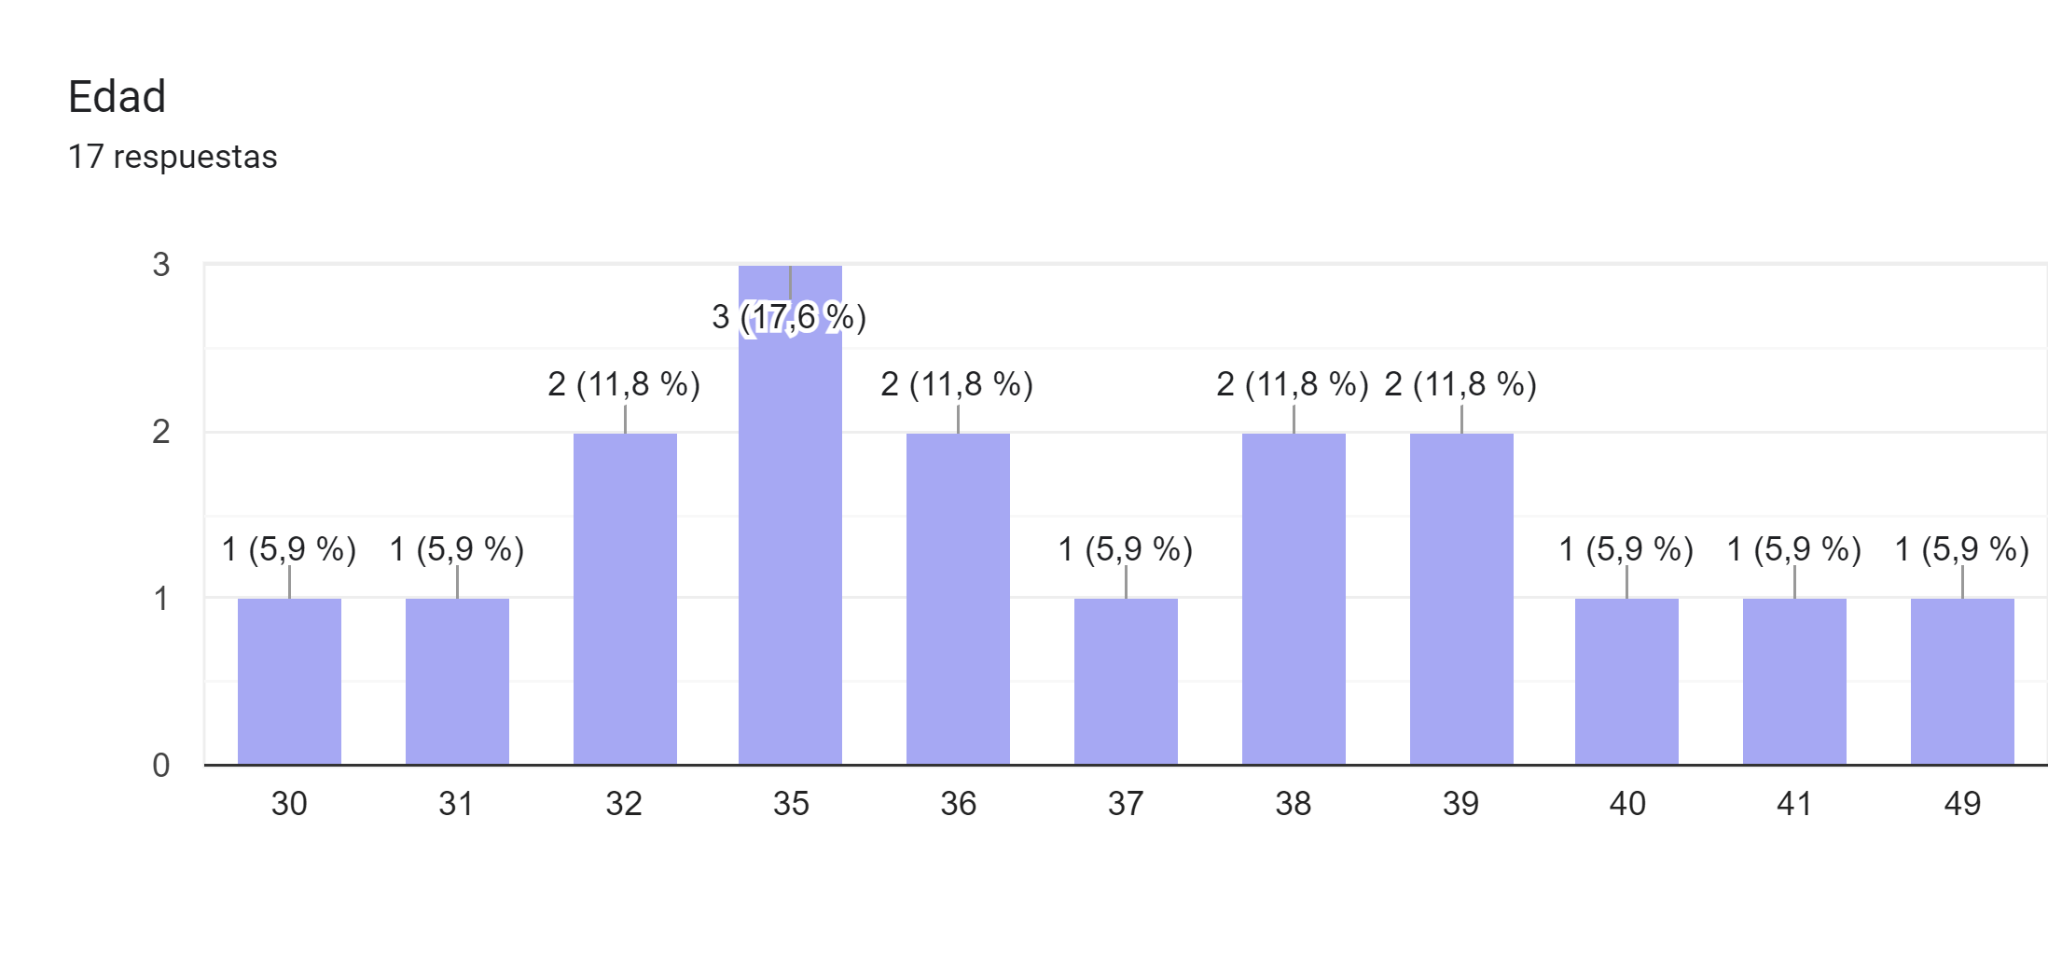 Edad
17 respuestas
3
3 (17,6 %)
2 (11,8 %) 2 (11,8 %) 2 (11,8 %) 2 (11,8 %)
2
1 (5,9 %) 1 (5,9 %) 1 (5,9 %) 1 (5,9 %) 1 (5,9 %) 1 (5,9 %)
1
0
30 31 32 35 36 37 38 39 40 41 49